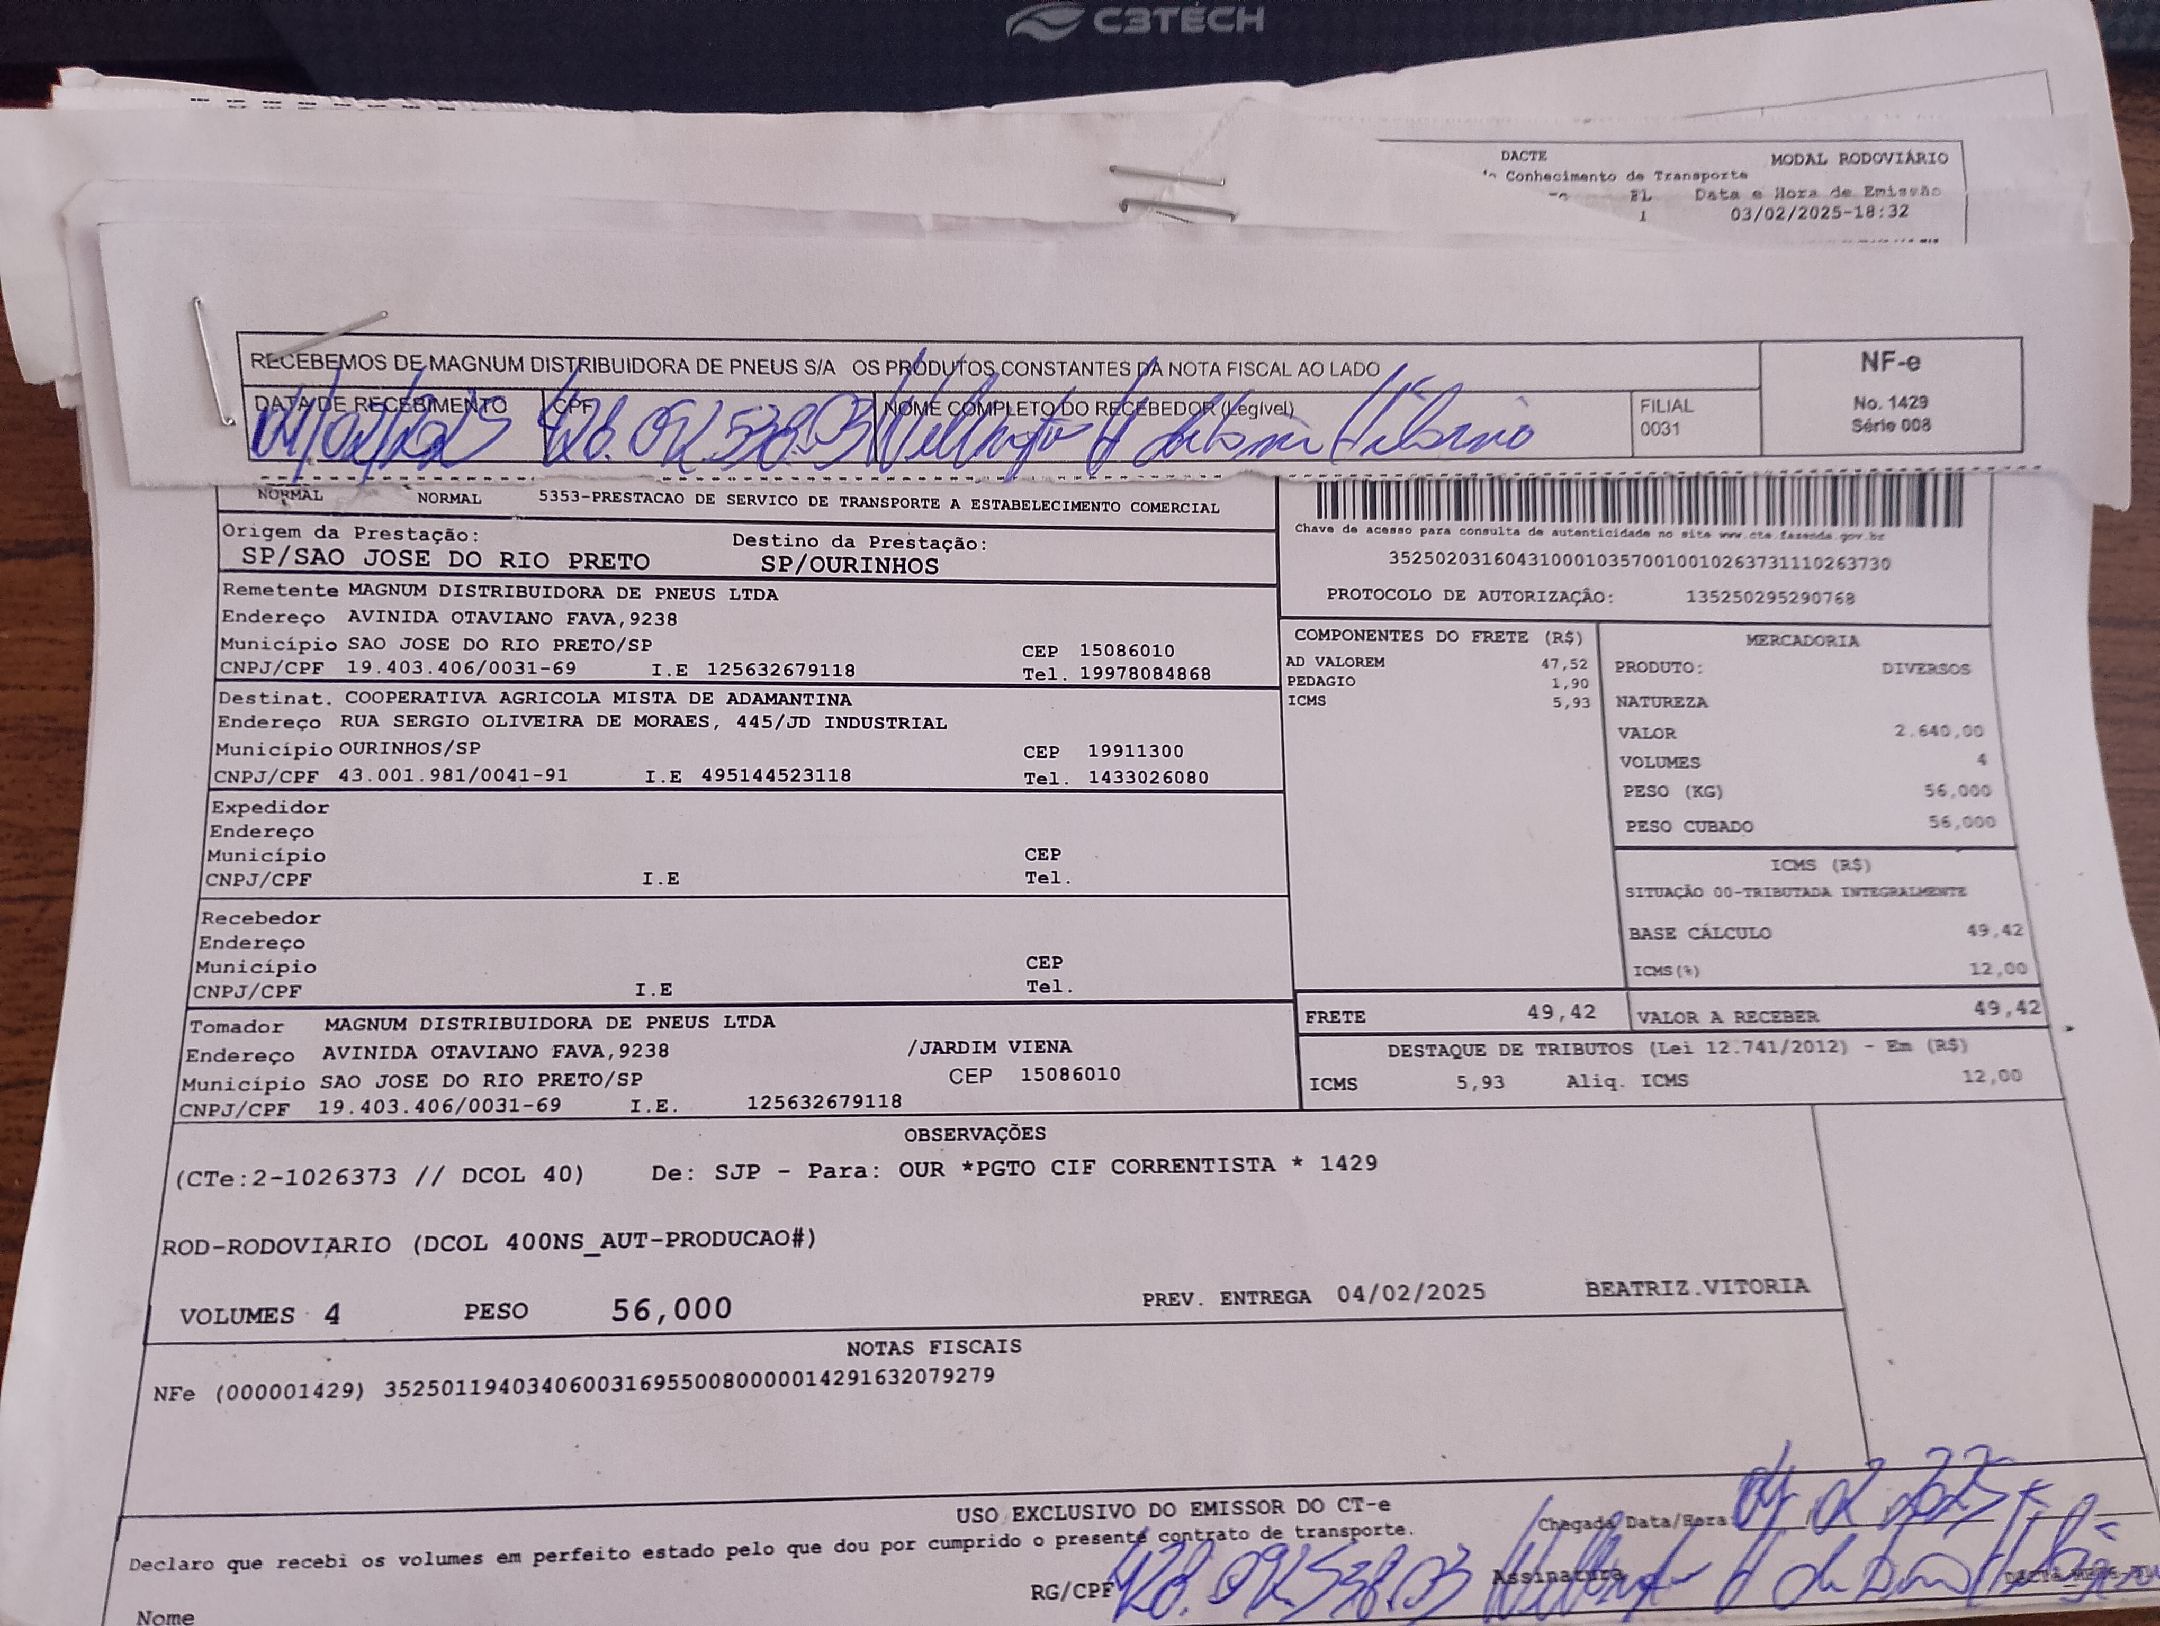 C3TECH
DACTE MODAL RODOVIÁRIO
Conhecimento de Transporte
FL Data e Hora de Emissão
1 03/02/2025-18:32
RECEBEMOS DE MAGNUM DISTRIBUIDORA DE PNEUS S/A OS PRODUTOS CONSTANTES DA NOTA FISCAL AO LADO
NF-e
No. 1429
Série 008
DATA DE RECEBIMENTO CPF NOME COMPLETO DO RECEBEDOR (Legível) FILIAL
0031
04/02/2025
NORMAL NORMAL 5353-PRESTACAO DE SERVICO DE TRANSPORTE A ESTABELECIMENTO COMERCIAL
Chave de acesso para consulta de autenticidade no site www.cte.fazenda.gov.br
35250203160431000103570010010263731110263730
PROTOCOLO DE AUTORIZAÇÃO: 135250295290768
Origem da Prestação: Destino da Prestação:
SP/SAO JOSE DO RIO PRETO SP/OURINHOS
Remetente MAGNUM DISTRIBUIDORA DE PNEUS LTDA
Endereço AVINIDA OTAVIANO FAVA,9238
Município SAO JOSE DO RIO PRETO/SP CEP 15086010
CNPJ/CPF 19.403.406/0031-69 I.E 125632679118 Tel. 19978084868
Destinat. COOPERATIVA AGRICOLA MISTA DE ADAMANTINA
Endereço RUA SERGIO OLIVEIRA DE MORAES, 445/JD INDUSTRIAL
Município OURINHOS/SP CEP 19911300
CNPJ/CPF 43.001.981/0041-91 I.E 495144523118 Tel. 1433026080
Expedidor
Endereço
Município CEP
CNPJ/CPF I.E Tel.
Recebedor
Endereço
Município CEP
CNPJ/CPF I.E Tel.
Tomador MAGNUM DISTRIBUIDORA DE PNEUS LTDA
Endereço AVINIDA OTAVIANO FAVA,9238 /JARDIM VIENA
Município SAO JOSE DO RIO PRETO/SP CEP 15086010
CNPJ/CPF 19.403.406/0031-69 I.E. 125632679118
COMPONENTES DO FRETE (R$)
AD VALOREM 47,52
PEDAGIO 1,90
ICMS 5,93
MERCADORIA
PRODUTO: DIVERSOS
NATUREZA
VALOR 2.640,00
VOLUMES 4
PESO (KG) 56,000
PESO CUBADO 56,000
ICMS (R$)
SITUAÇÃO 00-TRIBUTADA INTEGRALMENTE
BASE CÁLCULO 49,42
ICMS(%) 12,00
FRETE 49,42 VALOR A RECEBER 49,42
DESTAQUE DE TRIBUTOS (Lei 12.741/2012) - Em (R$)
ICMS 5,93 Aliq. ICMS 12,00
OBSERVAÇÕES
(CTe:2-1026373 // DCOL 40) De: SJP - Para: OUR *PGTO CIF CORRENTISTA * 1429
ROD-RODOVIARIO (DCOL 400NS_AUT-PRODUCAO#)
VOLUMES 4 PESO 56,000 PREV. ENTREGA 04/02/2025 BEATRIZ.VITORIA
NOTAS FISCAIS
NFe (000001429) 35250119403406003169550080000014291632079279
USO EXCLUSIVO DO EMISSOR DO CT-e
Chegada Data/Hora 04 02 2025
Declaro que recebi os volumes em perfeito estado pelo que dou por cumprido o presente contrato de transporte.
RG/CPF Assinatura
Nome